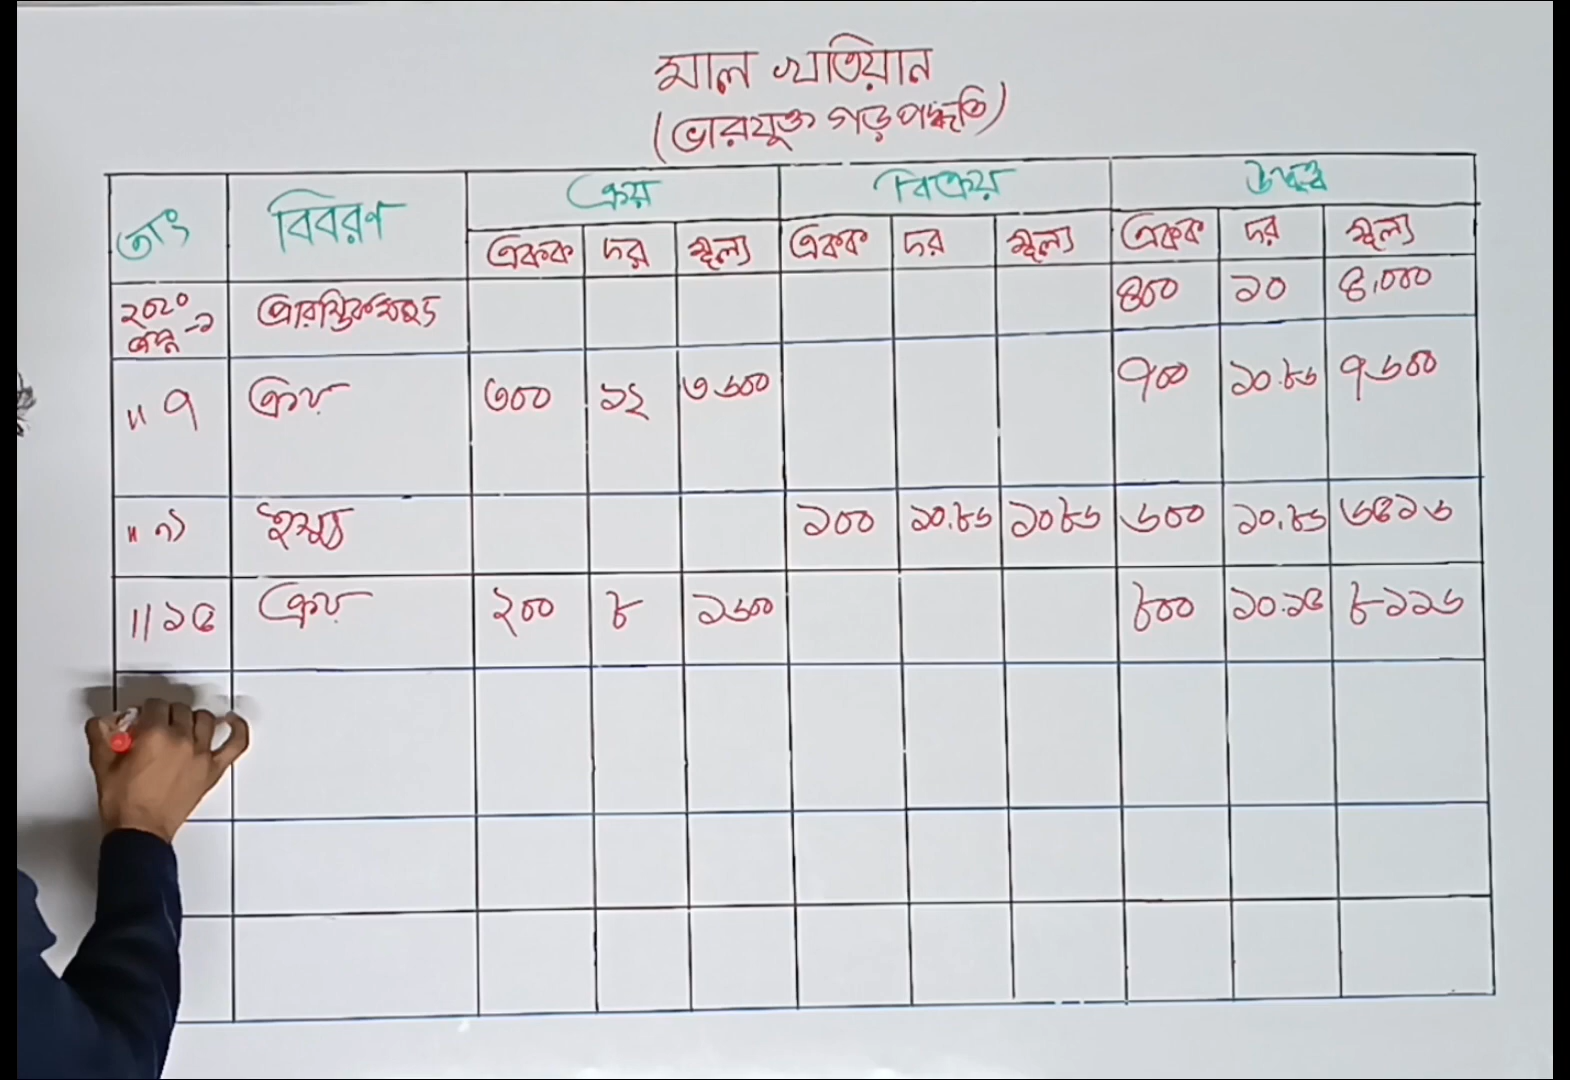 মাল খতিয়ান
(ভারযুক্ত গড় পদ্ধতি)
তাং বিবরণ ক্রয় বিক্রয় উদ্বৃত্ত
একক দর মূল্য একক দর মূল্য একক দর মূল্য
২০২০ প্রারম্ভিক মজুদ ৪০০ ১০ ৪,০০০
-১
" ৭ ক্রয় ৩০০ ১২ ৩৬০০ ৭০০ ১০.৮৬ ৭৬০০
" ৯ ইস্যু ১০০ ১০.৮৬ ১০৮৬ ৬০০ ১০.৮৬ ৬৫১৬
" ১৫ ক্রয় ২০০ ৮ ১৬০০ ৮০০ ১০.১৫ ৮১১৬